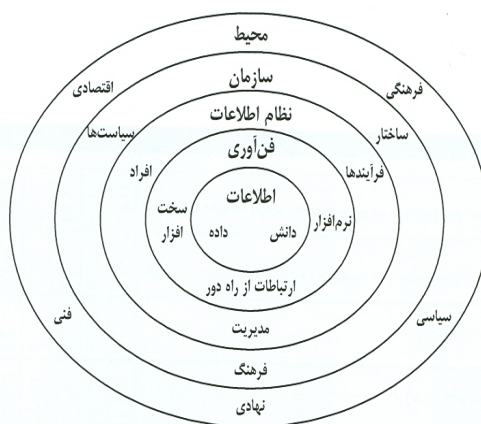 محیط
اقتصادی
فرهنگی
سازمان
سیاست‌ها
ساختار
نظام اطلاعات
افراد
فرآیندها
فن‌آوری
سخت
افزار
نرم‌افزار
اطلاعات
داده
دانش
ارتباطات از راه دور
مدیریت
فرهنگ
فنی
سیاسی
نهادی